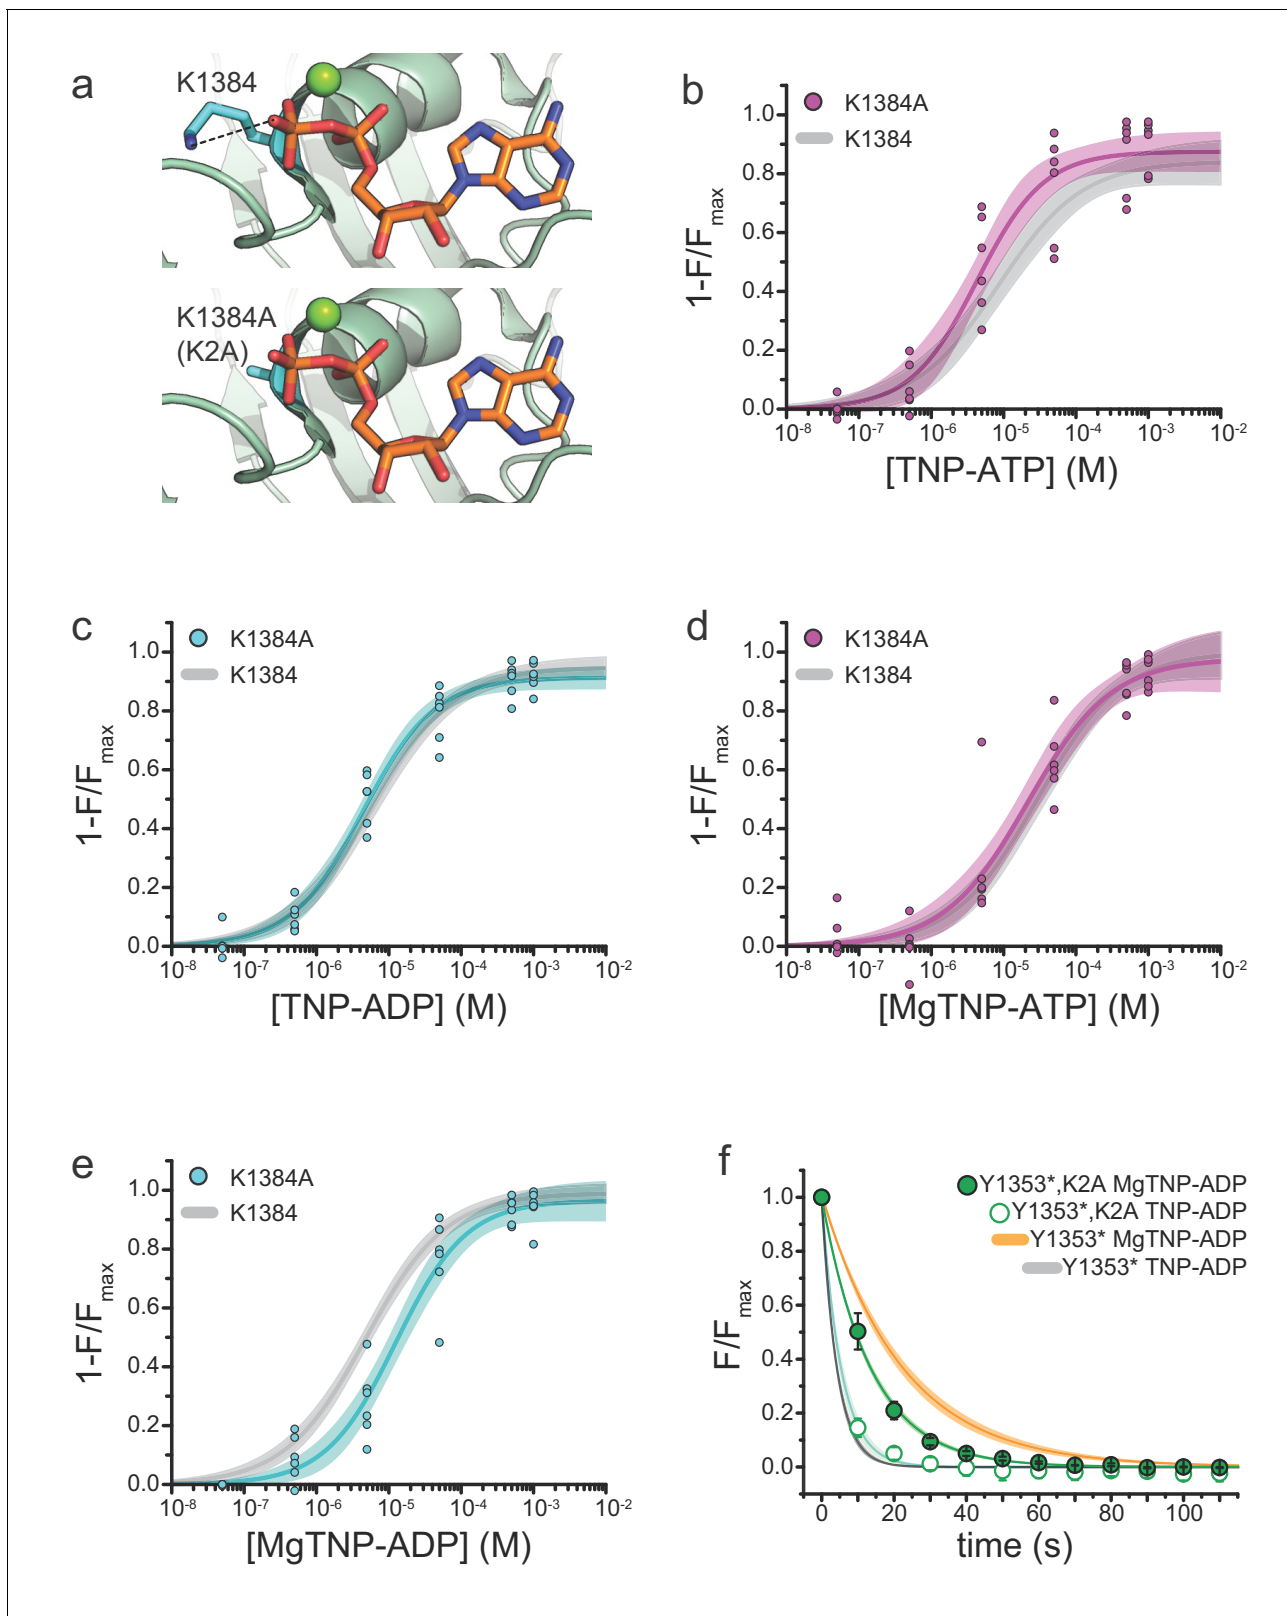 a
K1384
K1384A
(K2A)
b
K1384A
K1384
1-F/Fmax
1.0
0.8
0.6
0.4
0.2
0.0
10-8 10-7 10-6 10-5 10-4 10-3 10-2
[TNP-ATP] (M)
c
K1384A
K1384
1-F/Fmax
1.0
0.8
0.6
0.4
0.2
0.0
10-8 10-7 10-6 10-5 10-4 10-3 10-2
[TNP-ADP] (M)
d
K1384A
K1384
1-F/Fmax
1.0
0.8
0.6
0.4
0.2
0.0
10-8 10-7 10-6 10-5 10-4 10-3 10-2
[MgTNP-ATP] (M)
e
K1384A
K1384
1-F/Fmax
1.0
0.8
0.6
0.4
0.2
0.0
10-8 10-7 10-6 10-5 10-4 10-3 10-2
[MgTNP-ADP] (M)
f
Y1353*,K2A MgTNP-ADP
Y1353*,K2A TNP-ADP
Y1353* MgTNP-ADP
Y1353* TNP-ADP
F/Fmax
1.0
0.8
0.6
0.4
0.2
0.0
0 20 40 60 80 100
time (s)